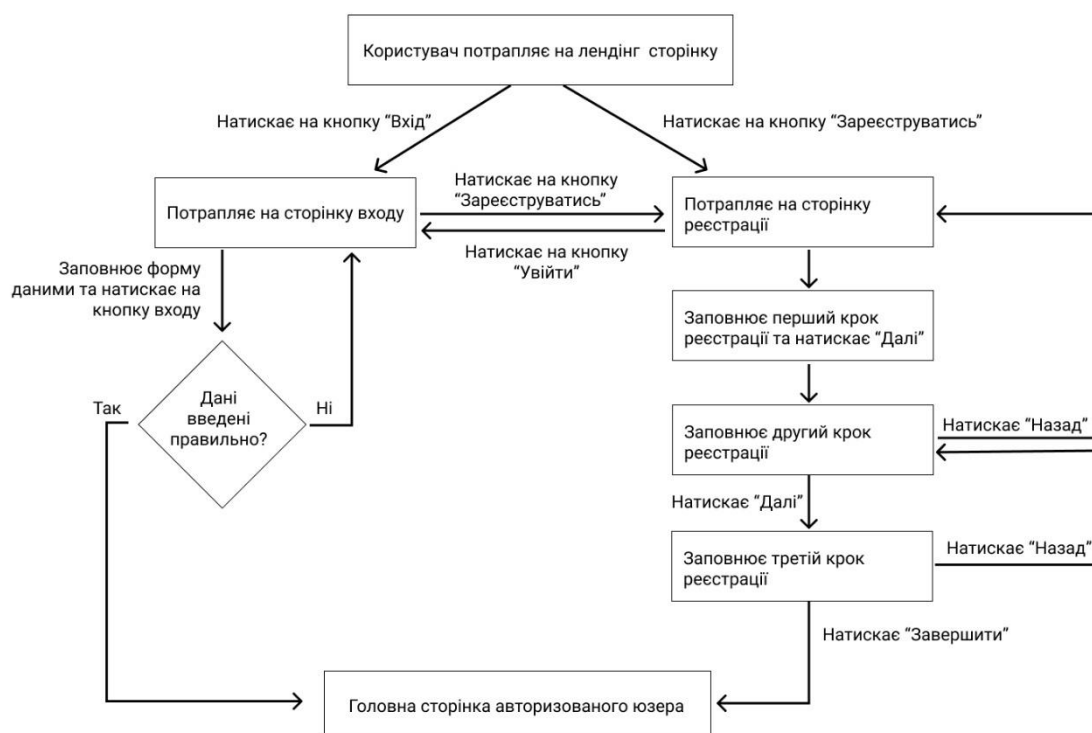 Користувач потрапляє на лендінг сторінку
Натискає на кнопку “Вхід”
Натискає на кнопку “Зареєструватись”
Потрапляє на сторінку входу
Натискає на кнопку
“Зареєструватись”
Натискає на кнопку
“Увійти”
Потрапляє на сторінку
реєстрації
Заповнює форму
даними та натискає на
кнопку входу
Заповнює перший крок
реєстрації та натискає “Далі”
Так
Дані
введені
правильно?
Ні
Заповнює другий крок
реєстрації
Натискає “Назад”
Натискає “Далі”
Заповнює третій крок
реєстрації
Натискає “Назад”
Натискає “Завершити”
Головна сторінка авторизованого юзера